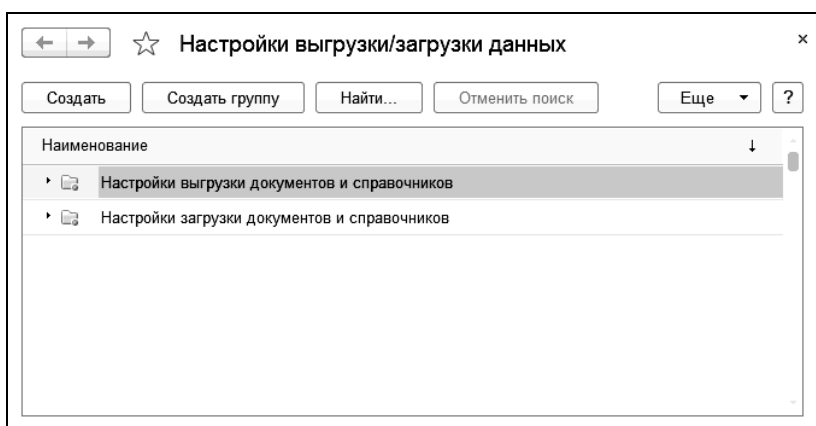 Настройки выгрузки/загрузки данных
Создать Создать группу Найти... Отменить поиск Еще ?
Наименование
Настройки выгрузки документов и справочников
Настройки загрузки документов и справочников